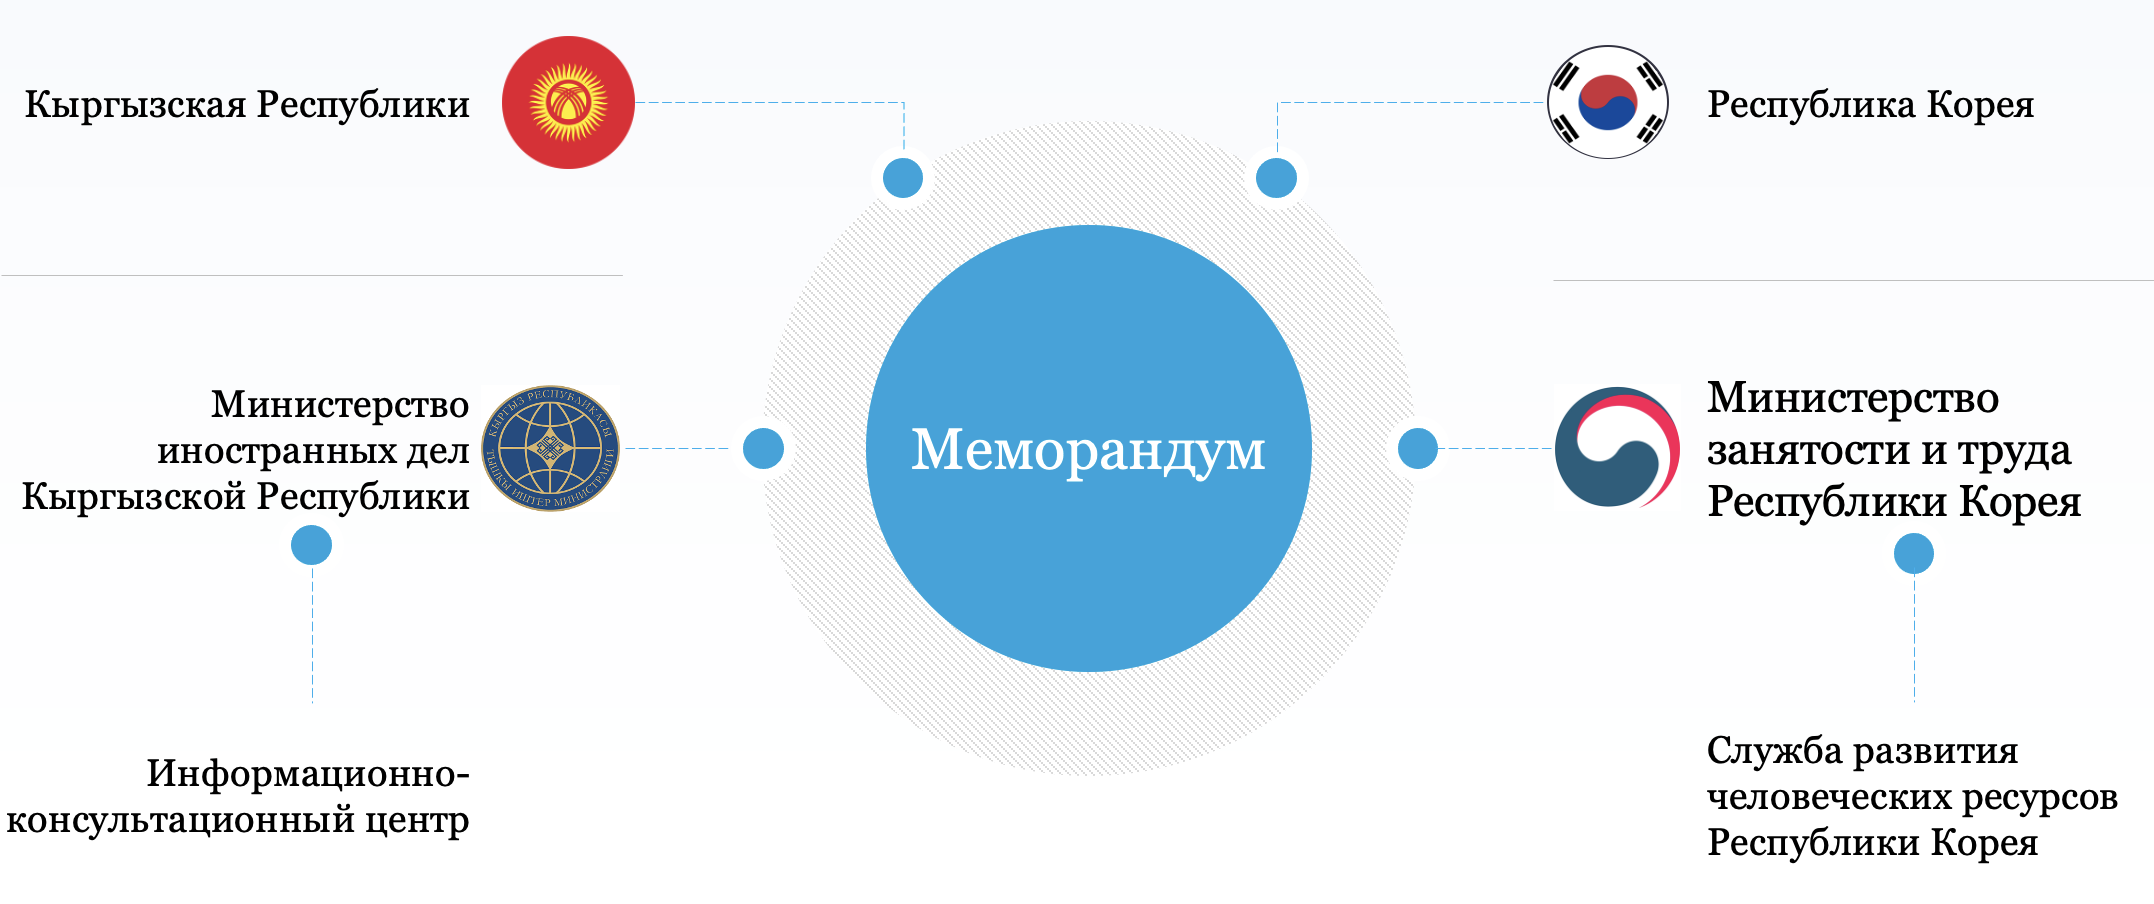 Кыргызская Республики
Республика Корея
Меморандум
Министерство
иностранных дел
Кыргызской Республики
КЫРГЫЗ РЕСПУБЛИКАСЫ
ТЫШКЫ ИШТЕР МИНИСТРЛИГИ
Министерство
занятости и труда
Республики Корея
Информационно-
консультационный центр
Служба развития
человеческих ресурсов
Республики Корея